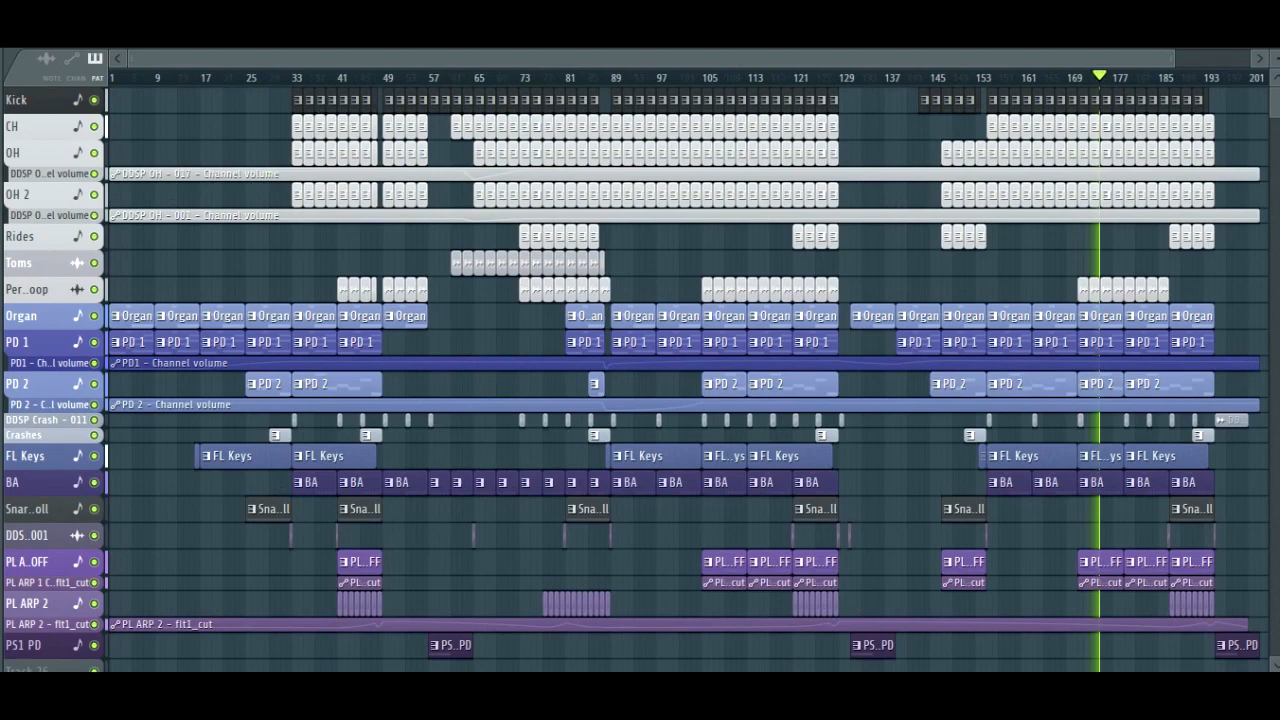 NOTE CHAN PAT
1 9 17 25 33 41 49 57 65 73 81 89 97 105 113 121 129 137 145 153 161 169 177 185 193 201
Kick
CH
OH
DDSP O..el volume DDSP OH - 017 - Channel volume
OH 2
DDSP O..el volume DDSP OH - 001 - Channel volume
Rides
Toms
Per..oop
Organ Organ Organ Organ Organ Organ Organ Organ O..an Organ Organ Organ Organ Organ Organ Organ Organ Organ Organ Organ Organ
PD 1 PD 1 PD 1 PD 1 PD 1 PD 1 PD 1 PD 1 PD 1 PD 1 PD 1 PD 1 PD 1 PD 1 PD 1 PD 1 PD 1 PD 1 PD 1 PD 1
PD1 - Ch..l volume PD1 - Channel volume
PD 2 PD 2 PD 2 PD 2 PD 2 PD 2 PD 2 PD 2 PD 2
PD 2 - C..l volume PD 2 - Channel volume
DDSP Crash - 011
Crashes
FL Keys FL Keys FL Keys FL Keys FL..ys FL Keys FL Keys FL..ys FL Keys
BA BA BA BA BA BA BA BA BA BA BA BA BA BA
Snar..oll Sna..ll Sna..ll Sna..ll Sna..ll Sna..ll Sna..ll
DDS..001
PL A..OFF PL..FF PL..FF PL..FF PL..FF PL..FF PL..FF PL..FF PL..FF
PL ARP 1 C..flt1_cut PL..cut PL..cut PL..cut PL..cut PL..cut PL..cut PL..cut PL..cut
PL ARP 2
PL ARP 2 - flt1_cut PL ARP 2 - flt1_cut
PS1 PD PS..PD PS..PD PS..PD